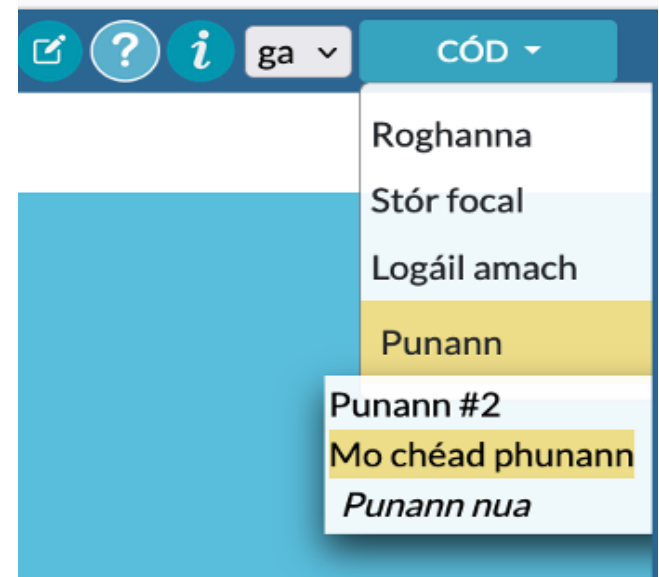 ? i ga CÓD
Roghanna
Stór focal
Logáil amach
Punann
Punann #2
Mo chéad phunann
Punann nua